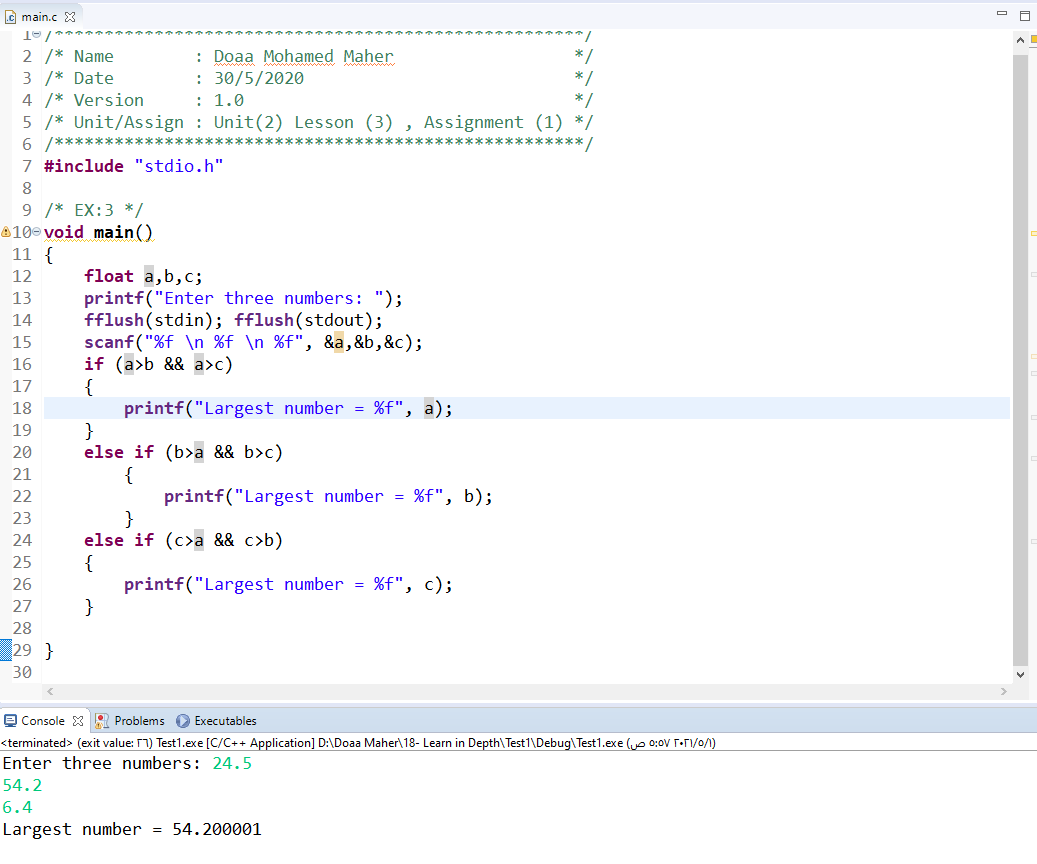 main.c
1 /*****************************************************/
2 /* Name        : Doaa Mohamed Maher                  */
3 /* Date        : 30/5/2020                           */
4 /* Version     : 1.0                                 */
5 /* Unit/Assign : Unit(2) Lesson (3) , Assignment (1) */
6 /*****************************************************/
7 #include "stdio.h"
8
9 /* EX:3 */
10 void main()
11 {
12     float a,b,c;
13     printf("Enter three numbers: ");
14     fflush(stdin); fflush(stdout);
15     scanf("%f \n %f \n %f", &a,&b,&c);
16     if (a>b && a>c)
17     {
18         printf("Largest number = %f", a);
19     }
20     else if (b>a && b>c)
21         {
22             printf("Largest number = %f", b);
23         }
24     else if (c>a && c>b)
25     {
26         printf("Largest number = %f", c);
27     }
28
29 }
30
Console Problems Executables
<terminated> (exit value: ٢٦) Test1.exe [C/C++ Application] D:\Doaa Maher\18- Learn in Depth\Test1\Debug\Test1.exe (٢٠٢١/٥/١ ٥:٥٧ ص)
Enter three numbers: 24.5
54.2
6.4
Largest number = 54.200001